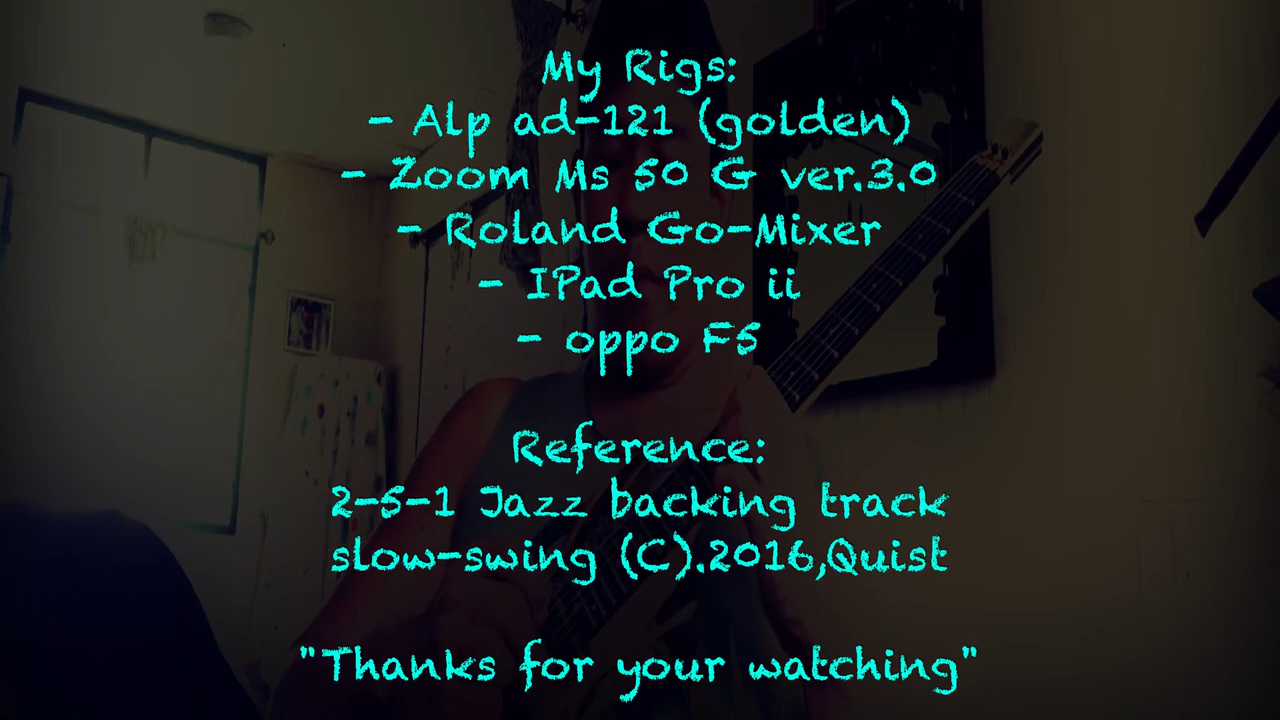 My Rigs:
- Alp ad-121 (golden)
- Zoom Ms 50 G ver.3.0
- Roland Go-Mixer
- IPad Pro ii
- oppo F5
Reference:
2-5-1 Jazz backing track
slow-swing (C).2016,Quist
"Thanks for your watching"